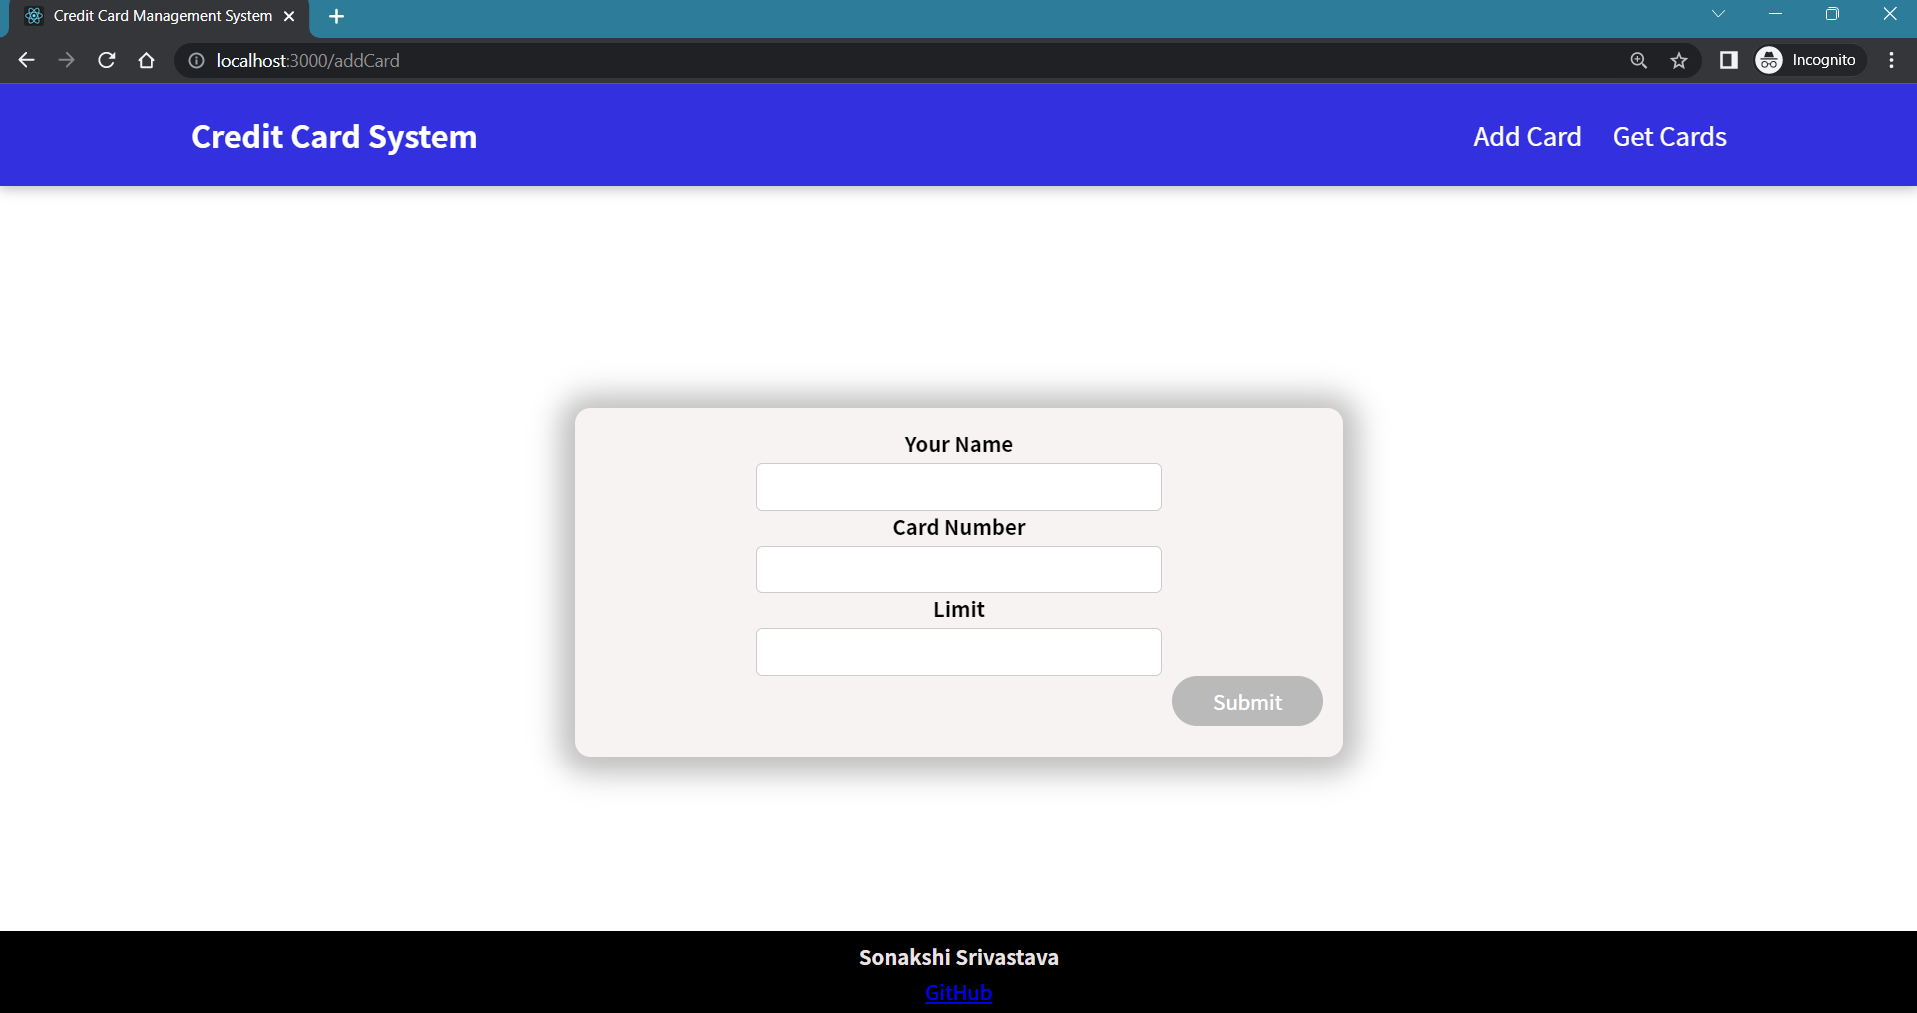 Credit Card Management System
localhost:3000/addCard
Incognito
Credit Card System
Add Card Get Cards
Your Name
Card Number
Limit
Submit
Sonakshi Srivastava
GitHub